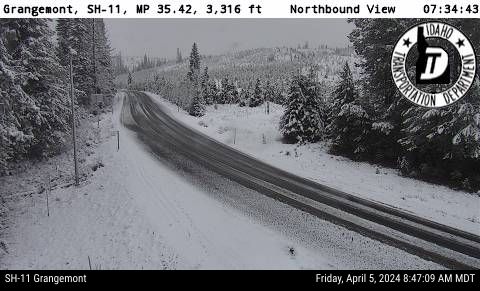 Grangemont, SH-11, MP 35.42, 3,316 ft Northbound View 07:34:43
IDAHO
TRANSPORTATION DEPARTMENT
SH-11 Grangemont Friday, April 5, 2024 8:47:09 AM MDT